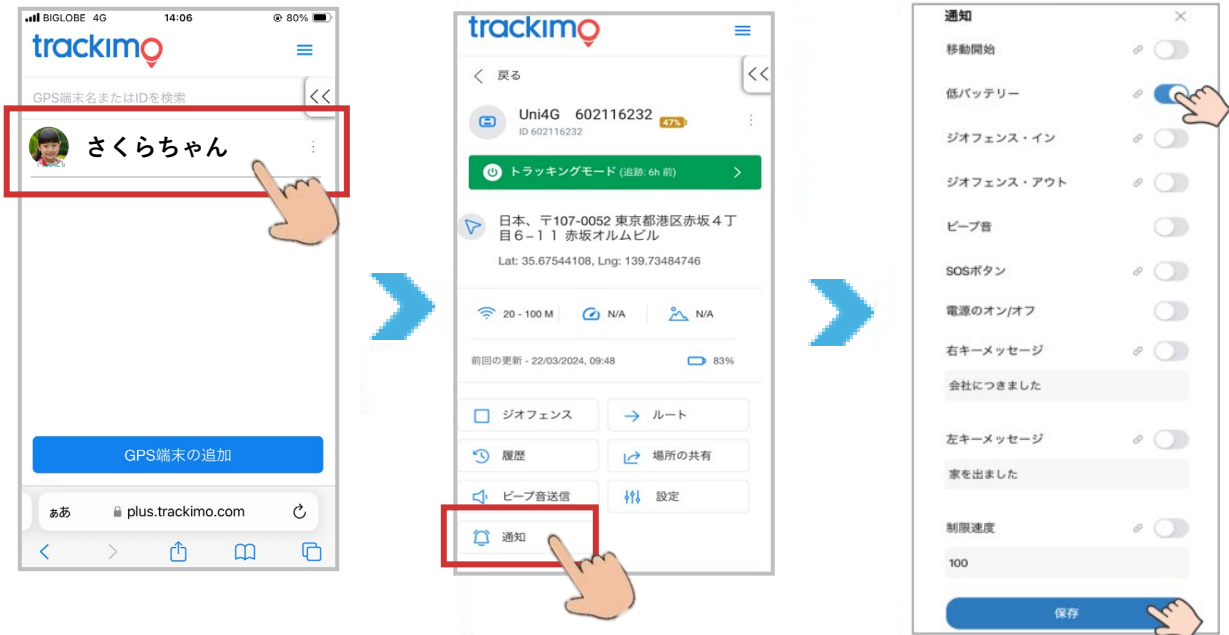 BIGLOBE 4G 14:06 80%
trackimo
GPS端末名またはIDを検索
<<
さくらちゃん
GPS端末の追加
ぁあ plus.trackimo.com
trackimo
戻る
<<
Uni4G 602116232 47%
ID 602116232
トラッキングモード (追跡: 6h 前)
日本、〒107-0052 東京都港区赤坂4丁
目6−11 赤坂オルムビル
Lat: 35.67544108, Lng: 139.73484746
20 - 100 M N/A N/A
前回の更新 - 22/03/2024, 09:48 83%
ジオフェンス ルート
履歴 場所の共有
ビープ音送信 設定
通知
通知
移動開始
低バッテリー
ジオフェンス・イン
ジオフェンス・アウト
ビープ音
SOSボタン
電源のオン/オフ
右キーメッセージ
会社につきました
左キーメッセージ
家を出ました
制限速度
100
保存